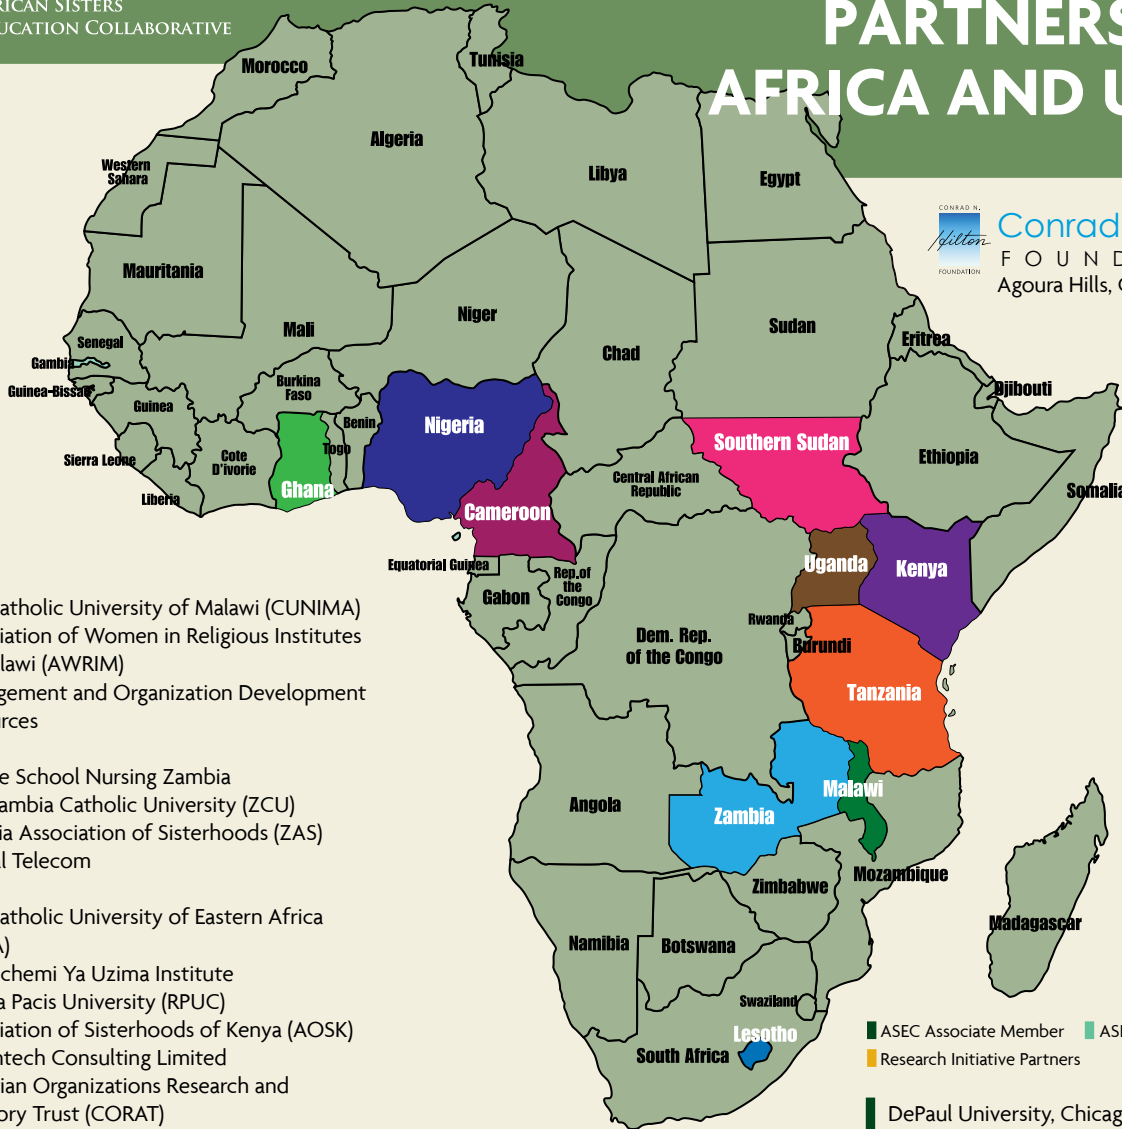 RICAN SISTERS
UCATION COLLABORATIVE
PARTNERS
AFRICA AND U
CONRAD N.
Hilton
FOUNDATION
Conrad
FOUND
Agoura Hills, C
Morocco
Tunisia
Algeria
Libya
Egypt
Western
Sahara
Mauritania
Mali
Niger
Chad
Sudan
Eritrea
Djibouti
Senegal
Gambia
Guinea-Bissao
Guinea
Sierra Leone
Liberia
Cote
D'ivorie
Burkina
Faso
Ghana
Togo
Benin
Nigeria
Cameroon
Central African
Republic
Southern Sudan
Ethiopia
Somalia
Equatorial Guinea
Gabon
Rep.of
the
Congo
Dem. Rep.
of the Congo
Uganda
Kenya
Rwanda
Burundi
Tanzania
Angola
Zambia
Malawi
Mozambique
Zimbabwe
Namibia
Botswana
Madagascar
Swaziland
Lesotho
South Africa
atholic University of Malawi (CUNIMA)
iation of Women in Religious Institutes
lawi (AWRIM)
gement and Organization Development
urces
e School Nursing Zambia
ambia Catholic University (ZCU)
ia Association of Sisterhoods (ZAS)
l Telecom
atholic University of Eastern Africa
A)
chemi Ya Uzima Institute
a Pacis University (RPUC)
iation of Sisterhoods of Kenya (AOSK)
ntech Consulting Limited
ian Organizations Research and
ory Trust (CORAT)
ASEC Associate Member
ASE
Research Initiative Partners
DePaul University, Chicag